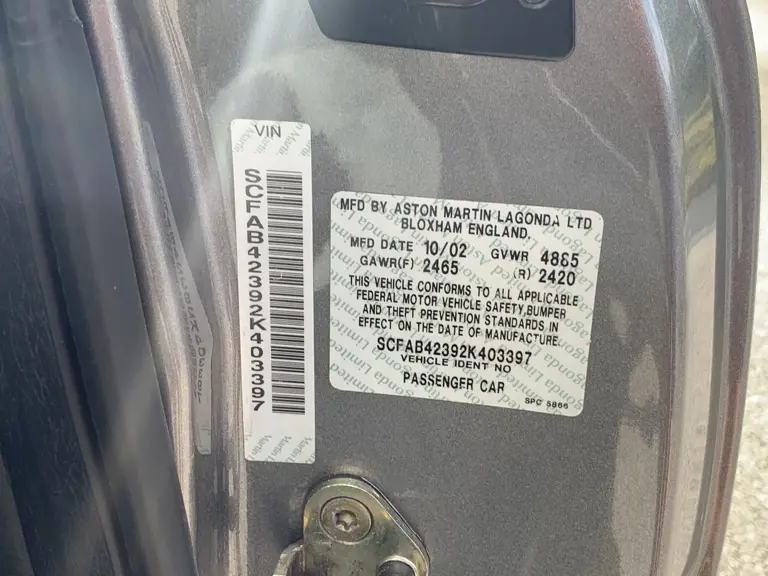 VIN
SCFAB42392K403397
MFD BY ASTON MARTIN LAGONDA LTD
BLOXHAM ENGLAND.
MFD DATE 10/02 GVWR 4885
GAWR(F) 2465 (R) 2420
THIS VEHICLE CONFORMS TO ALL APPLICABLE
FEDERAL MOTOR VEHICLE SAFETY,BUMPER
AND THEFT PREVENTION STANDARDS IN
EFFECT ON THE DATE OF MANUFACTURE.
SCFAB42392K403397
VEHICLE IDENT NO
PASSENGER CAR
SPC 5866